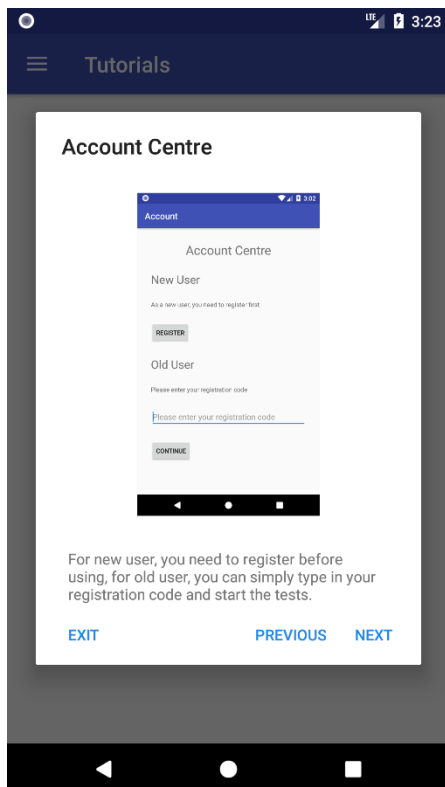 LTE 3:23
Tutorials
Account Centre
3:02
Account
Account Centre
New User
As a new user, you need to register first.
REGISTER
Old User
Please enter your registration code
Please enter your registration code
CONTINUE
For new user, you need to register before
using, for old user, you can simply type in your
registration code and start the tests.
EXIT PREVIOUS NEXT